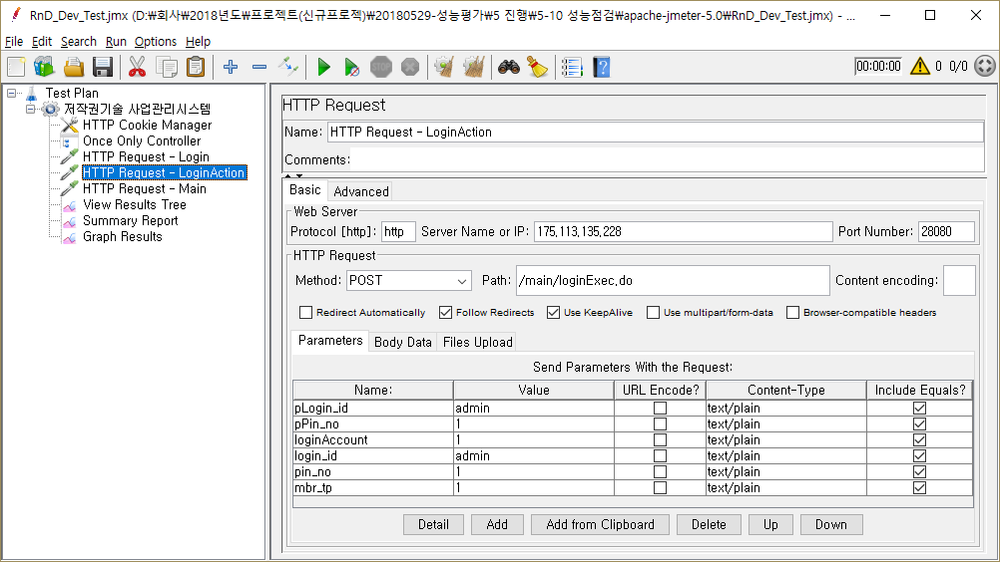 RnD_Dev_Test.jmx (D:₩회사₩2018년도₩프로젝트(신규프로젝)₩20180529-성능평가₩5 진행₩5-10 성능점검₩apache-jmeter-5.0₩RnD_Dev_Test.jmx) - ...
File Edit Search Run Options Help
00:00:00 0 0/0
Test Plan
저작권기술 사업관리시스템
HTTP Cookie Manager
Once Only Controller
HTTP Request - Login
HTTP Request - LoginAction
HTTP Request - Main
View Results Tree
Summary Report
Graph Results
HTTP Request
Name: HTTP Request - LoginAction
Comments:
Basic Advanced
Web Server
Protocol [http]: http Server Name or IP: 175.113.135.228 Port Number: 28080
HTTP Request
Method: POST Path: /main/loginExec.do Content encoding:
Redirect Automatically Follow Redirects Use KeepAlive Use multipart/form-data Browser-compatible headers
Parameters Body Data Files Upload
Send Parameters With the Request:
Name: Value URL Encode? Content-Type Include Equals?
pLogin_id admin text/plain
pPin_no 1 text/plain
loginAccount 1 text/plain
login_id admin text/plain
pin_no 1 text/plain
mbr_tp 1 text/plain
Detail Add Add from Clipboard Delete Up Down